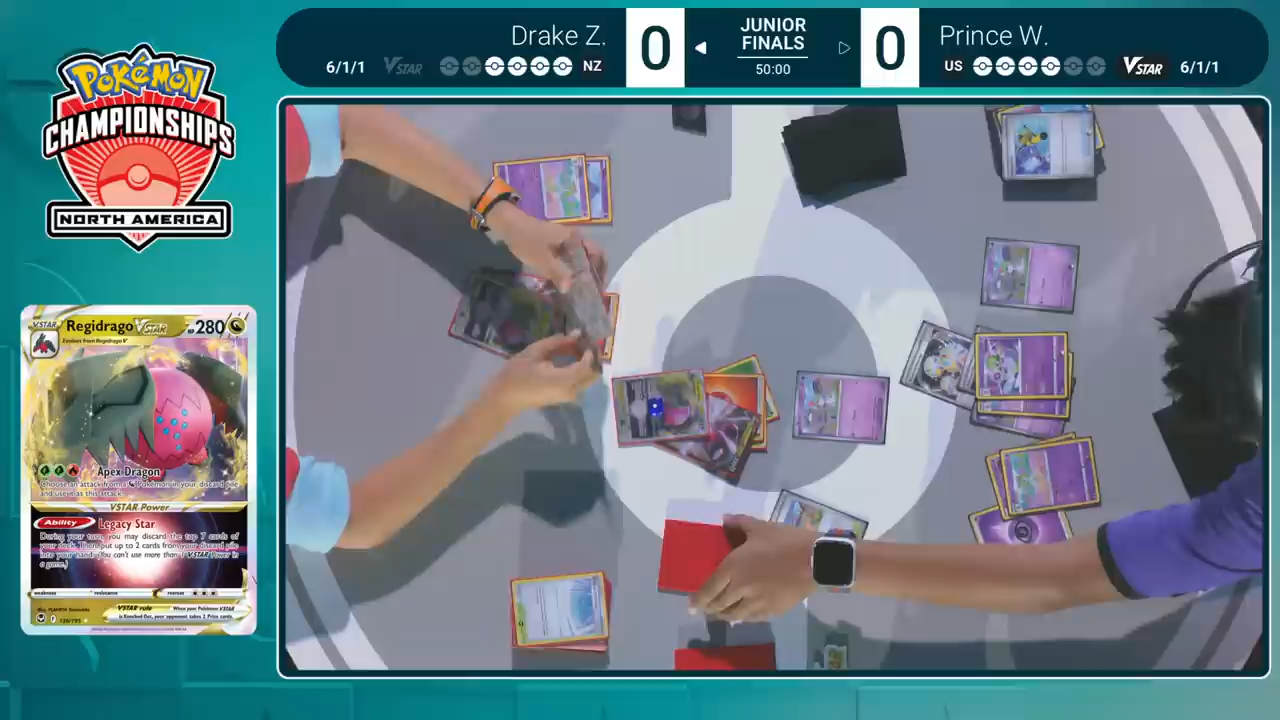 Pokémon
CHAMPIONSHIPS
NORTH AMERICA
Drake Z.
0
JUNIOR
FINALS
50:00
0
Prince W.
6/1/1
VSTAR
NZ
US
VSTAR
6/1/1
VSTAR
Regidrago VSTAR
280
Evolves from Regidrago V
Apex Dragon
Choose an attack from a Pokémon in your discard pile
and use it as this attack.
VSTAR Power
Ability Legacy Star
During your turn, you may discard the top 7 cards of
your deck. Then, put up to 2 cards from your discard pile
into your hand. (You can't use more than 1 VSTAR Power in
a game.)
weakness resistance retreat
VSTAR rule
When your Pokémon VSTAR
is Knocked Out, your opponent takes 2 Prize cards.
136/195